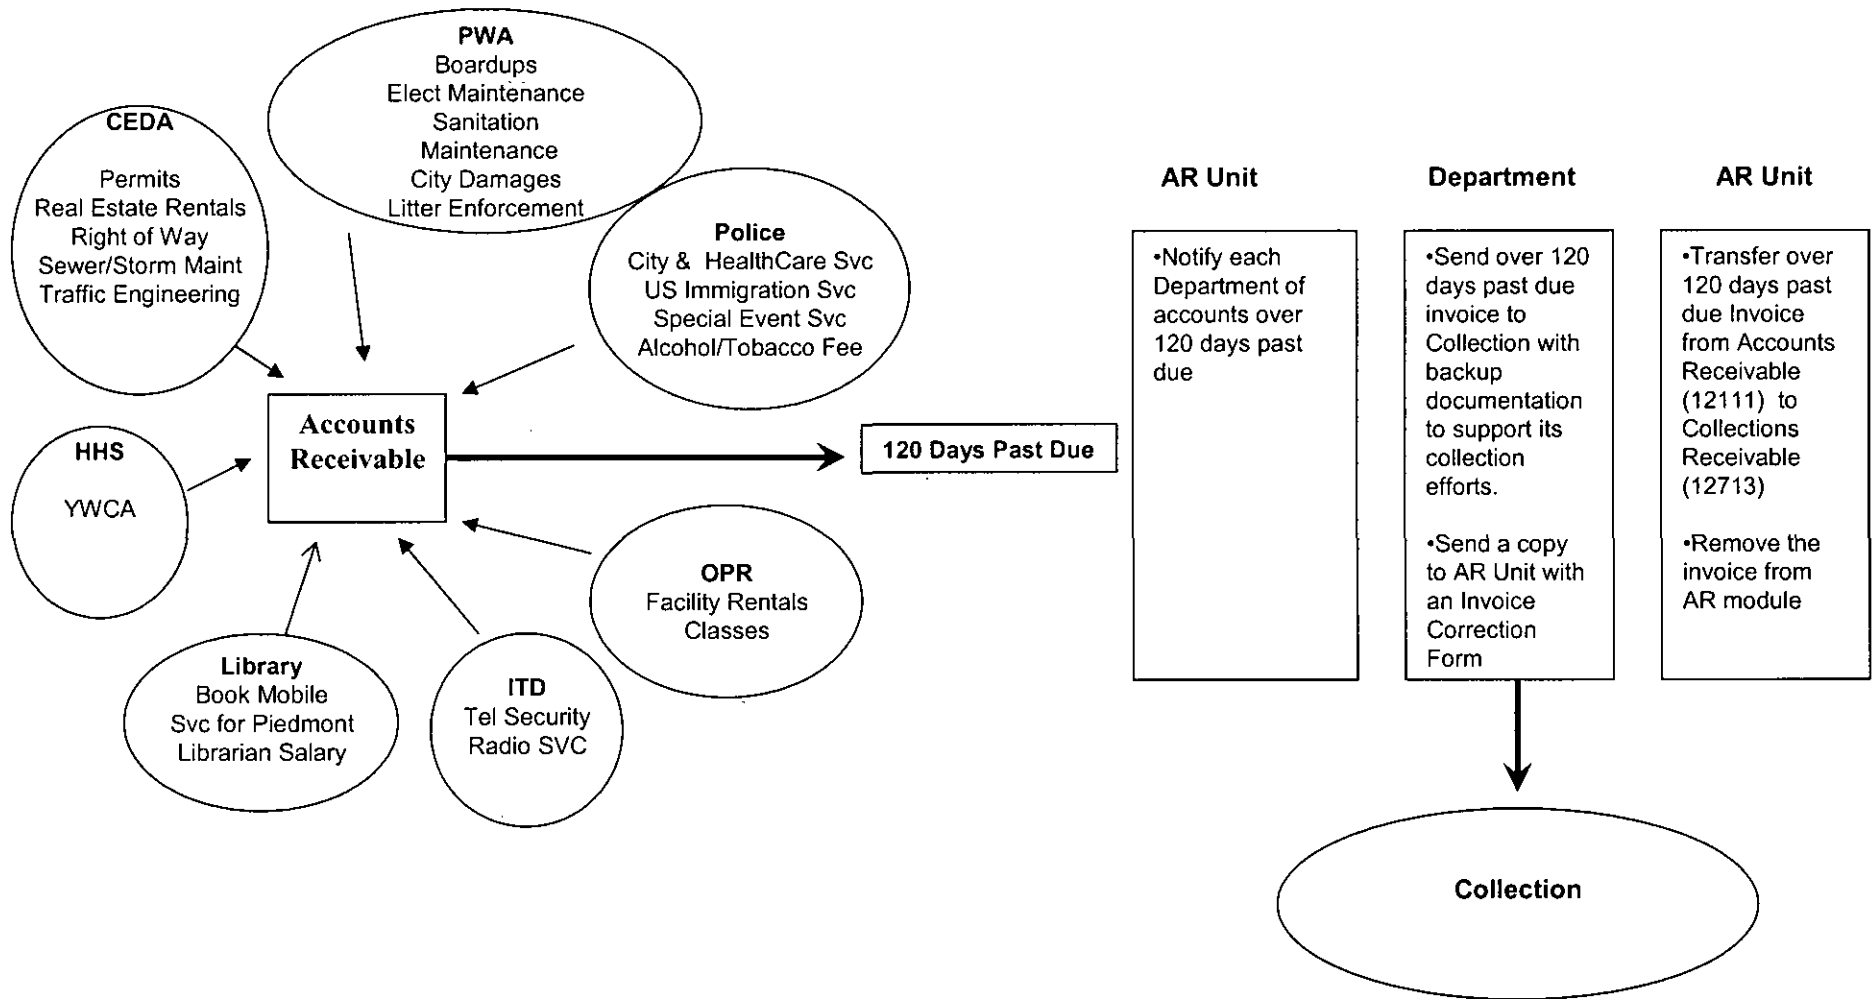 PWA
Boardups
Elect Maintenance
Sanitation
Maintenance
City Damages
Litter Enforcement
CEDA
Permits
Real Estate Rentals
Right of Way
Sewer/Storm Maint
Traffic Engineering
Police
City & HealthCare Svc
US Immigration Svc
Special Event Svc
Alcohol/Tobacco Fee
HHS
YWCA
Accounts
Receivable
120 Days Past Due
Library
Book Mobile
Svc for Piedmont
Librarian Salary
ITD
Tel Security
Radio SVC
OPR
Facility Rentals
Classes
AR Unit
•Notify each
Department of
accounts over
120 days past
due
Department
•Send over 120
days past due
invoice to
Collection with
backup
documentation
to support its
collection
efforts.
•Send a copy
to AR Unit with
an Invoice
Correction
Form
AR Unit
•Transfer over
120 days past
due Invoice
from Accounts
Receivable
(12111) to
Collections
Receivable
(12713)
•Remove the
invoice from
AR module
Collection